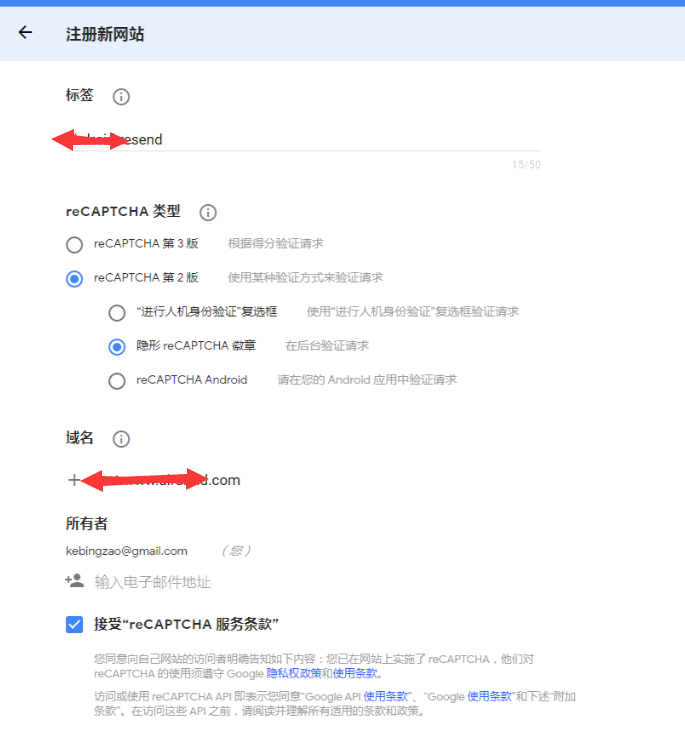 注册新网站
标签
resend
15/50
reCAPTCHA 类型
reCAPTCHA 第 3 版 根据得分验证请求
reCAPTCHA 第 2 版 使用某种验证方式来验证请求
“进行人机身份验证”复选框 使用“进行人机身份验证”复选框验证请求
隐形 reCAPTCHA 徽章 在后台验证请求
reCAPTCHA Android 请在您的 Android 应用中验证请求
域名
.com
所有者
kebingzao@gmail.com （您）
输入电子邮件地址
接受“reCAPTCHA 服务条款”
您同意向自己网站的访问者明确告知如下内容：您已在网站上实施了 reCAPTCHA，他们对
reCAPTCHA 的使用须遵守 Google 隐私权政策和使用条款。
访问或使用 reCAPTCHA API 即表示您同意“Google API 使用条款”、“Google 使用条款”和下述“附加
条款”。在访问这些 API 之前，请阅读并理解所有适用的条款和政策。